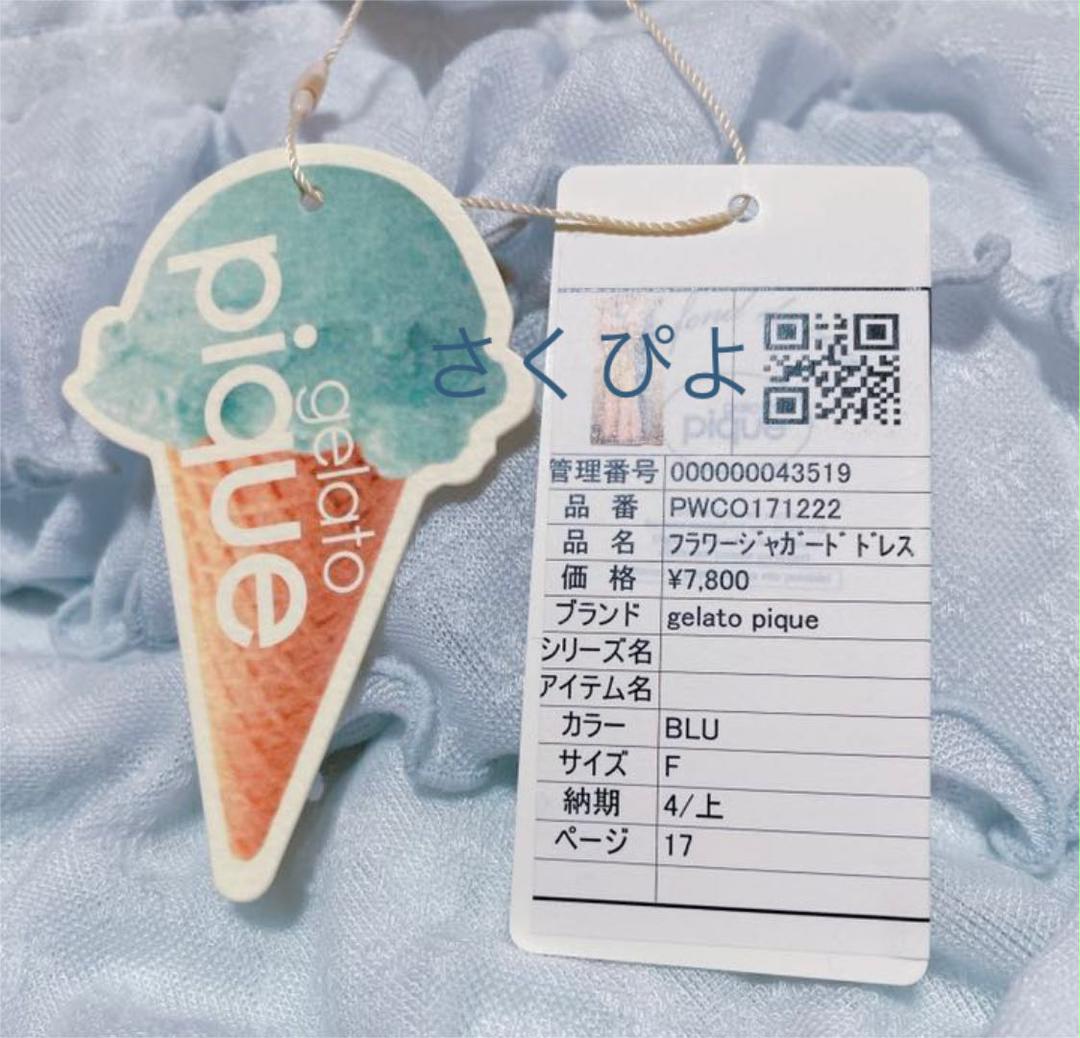 pique
gelato
さくぴよ
pique
管理番号 000000043519
品 番 PWCO171222
品 名 ﾌﾗﾜｰｼﾞｬｶﾞｰﾄﾞﾄﾞﾚｽ
価 格 ¥7,800
ブランド gelato pique
シリーズ名
アイテム名
カラー BLU
サイズ F
納期 4/上
ページ 17